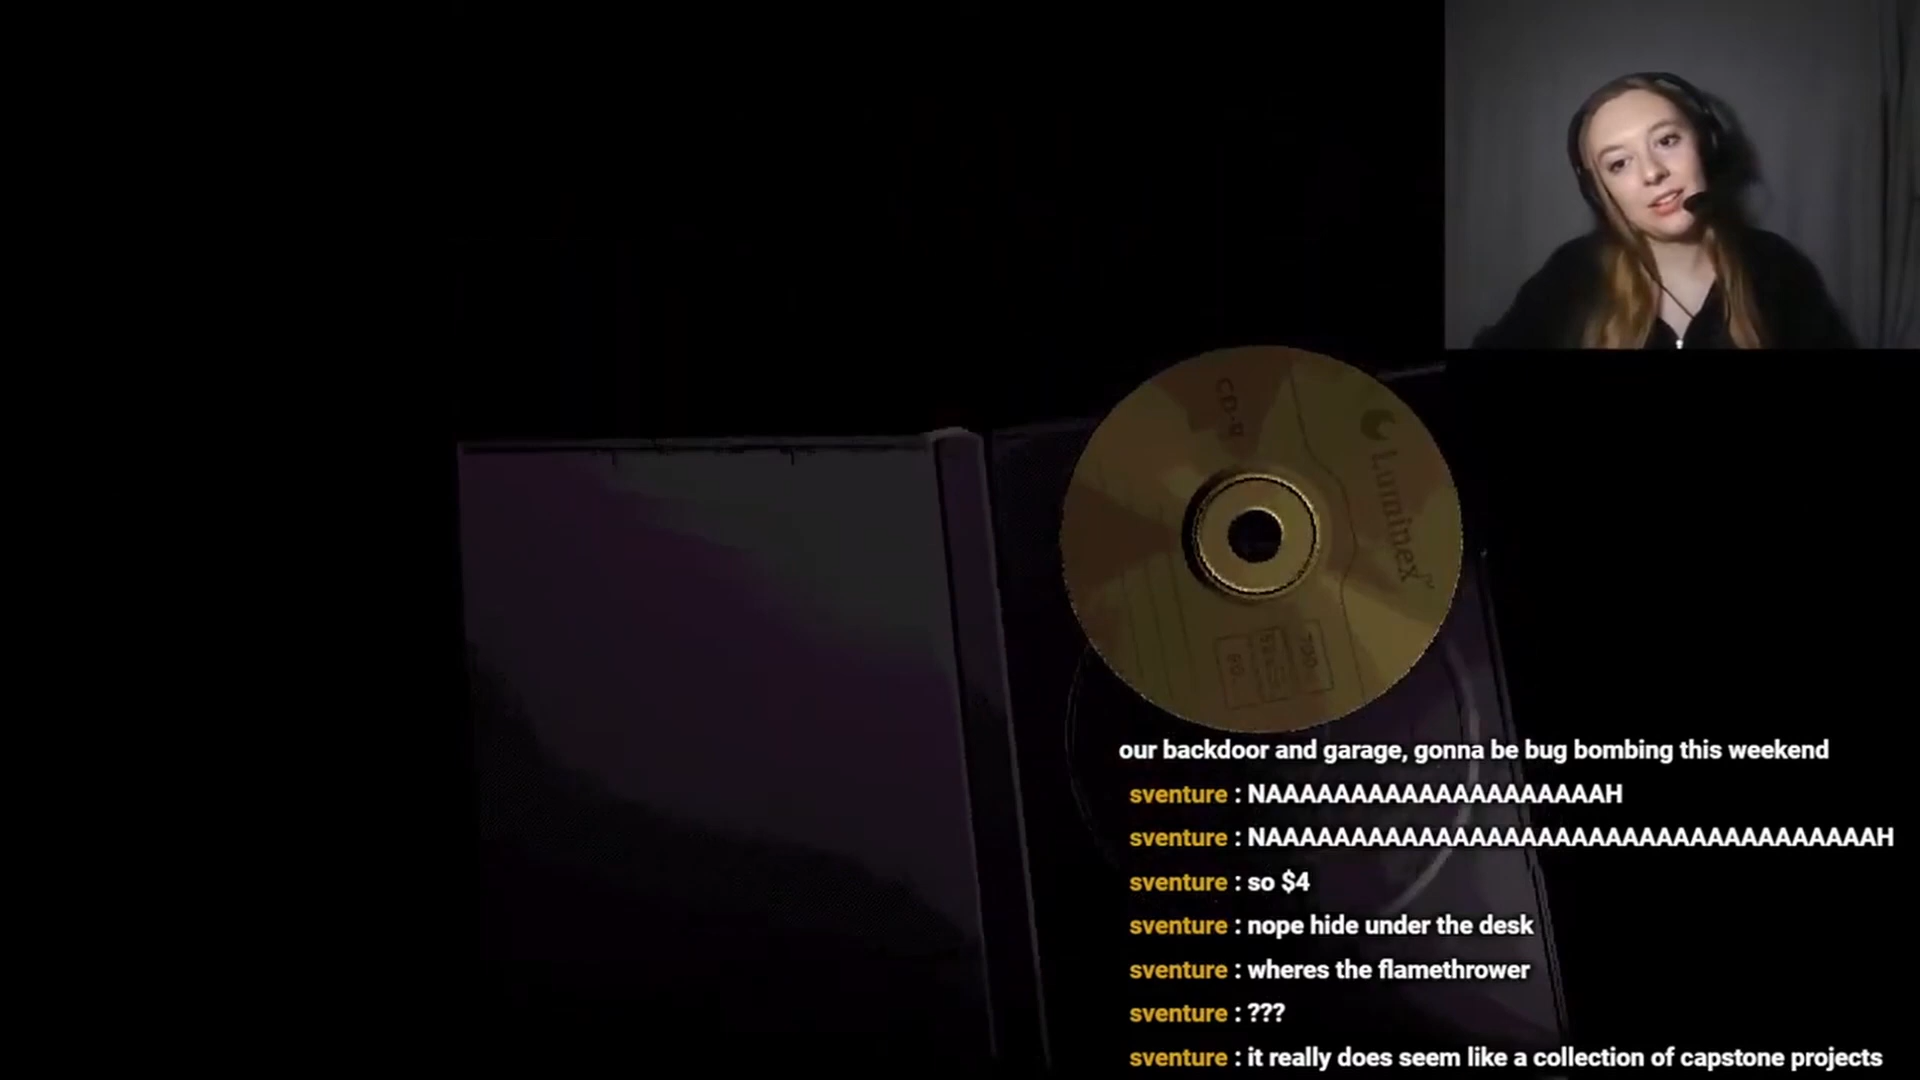 CD-R
Luminex
our backdoor and garage, gonna be bug bombing this weekend
sventure : NAAAAAAAAAAAAAAAAAAAAH
sventure : NAAAAAAAAAAAAAAAAAAAAAAAAAAAAAAAAAAAAH
sventure : so $4
sventure : nope hide under the desk
sventure : wheres the flamethrower
sventure : ???
sventure : it really does seem like a collection of capstone projects